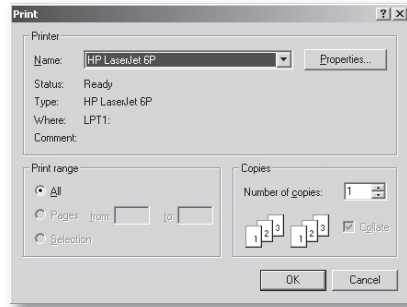 Print
Printer
Name: HP LaserJet 6P Properties...
Status: Ready
Type: HP LaserJet 6P
Where: LPT1:
Comment:
Print range
All
Pages from: to:
Selection
Copies
Number of copies: 1
1 2 3 1 2 3 Collate
OK Cancel